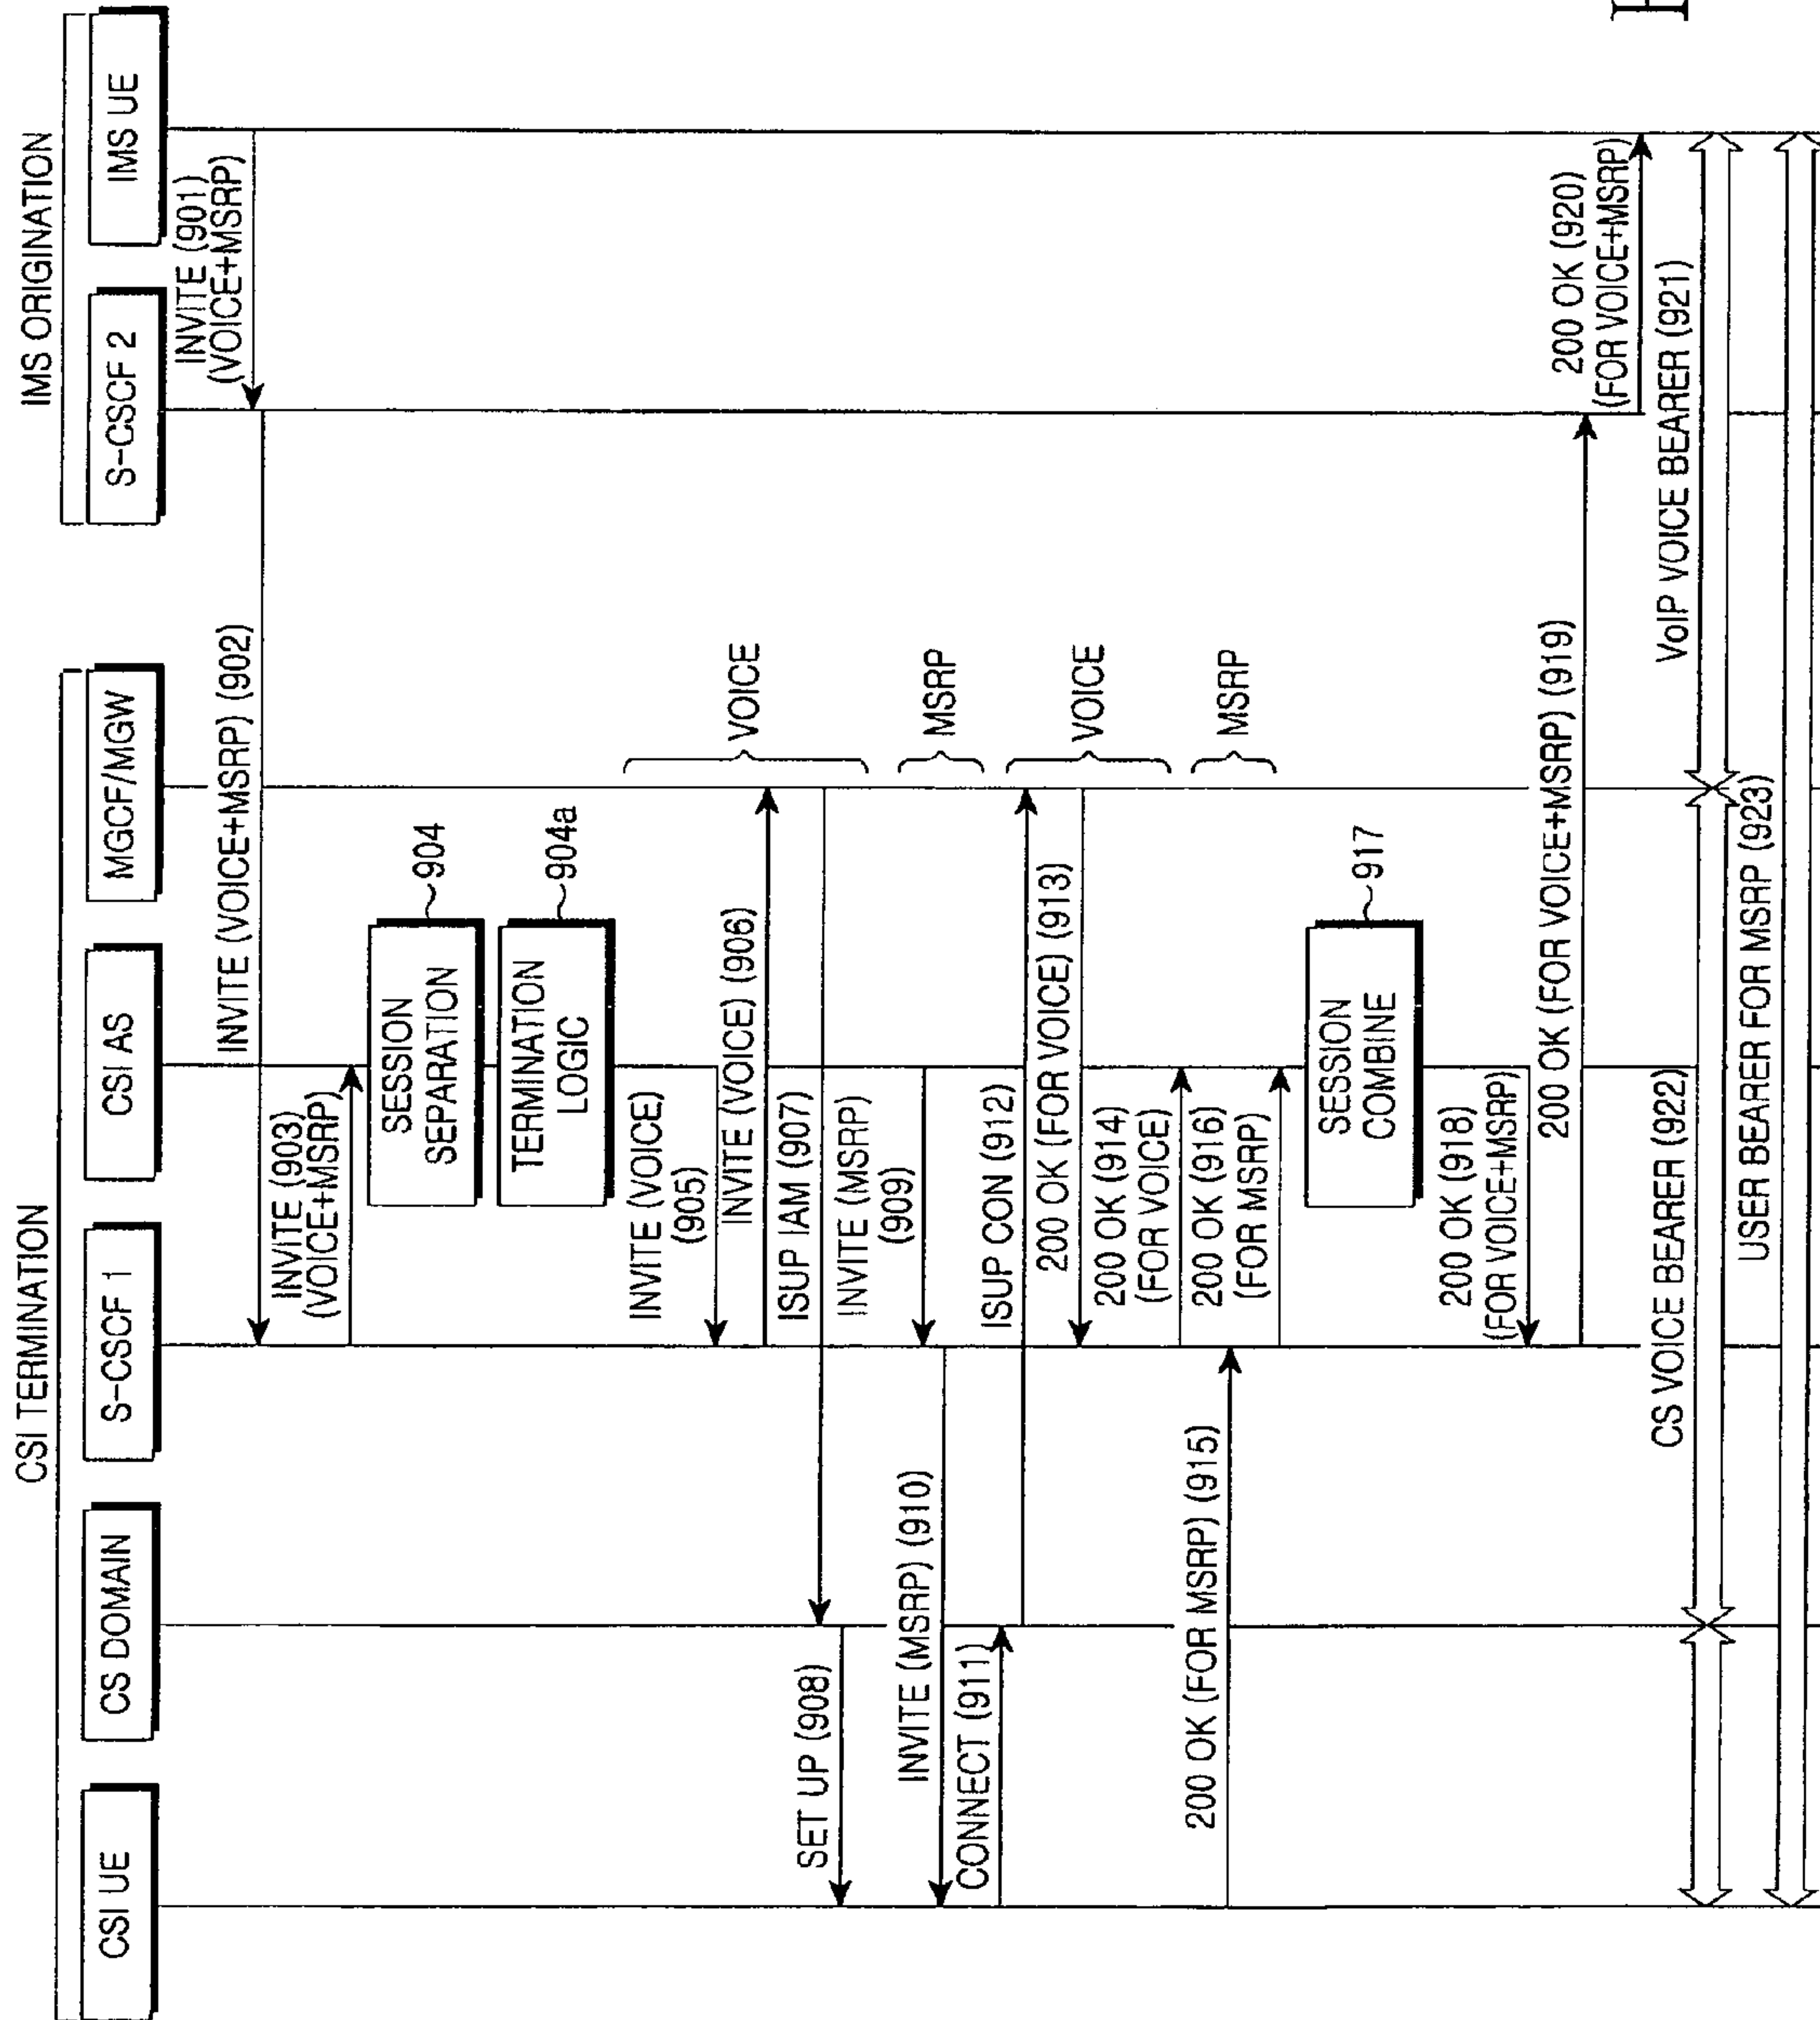 CSI TERMINATION
IMS ORIGINATION
CSI UE
CS DOMAIN
S-CSCF 1
CSI AS
MGCF/MGW
S-CSCF 2
IMS UE
INVITE (901)
(VOICE+MSRP)
INVITE (VOICE+MSRP) (902)
INVITE (903)
(VOICE+MSRP)
SESSION
SEPARATION
904
TERMINATION
LOGIC
904a
INVITE (VOICE)
(905)
INVITE (VOICE) (906)
VOICE
ISUP IAM (907)
SET UP (908)
INVITE (MSRP)
(909)
MSRP
INVITE (MSRP) (910)
CONNECT (911)
ISUP CON (912)
VOICE
200 OK (FOR VOICE) (913)
200 OK (914)
(FOR VOICE)
200 OK (FOR MSRP) (915)
MSRP
200 OK (916)
(FOR MSRP)
SESSION
COMBINE
917
200 OK (918)
(FOR VOICE+MSRP)
200 OK (FOR VOICE+MSRP) (919)
200 OK (920)
(FOR VOICE+MSRP)
VoIP VOICE BEARER (921)
CS VOICE BEARER (922)
USER BEARER FOR MSRP (923)